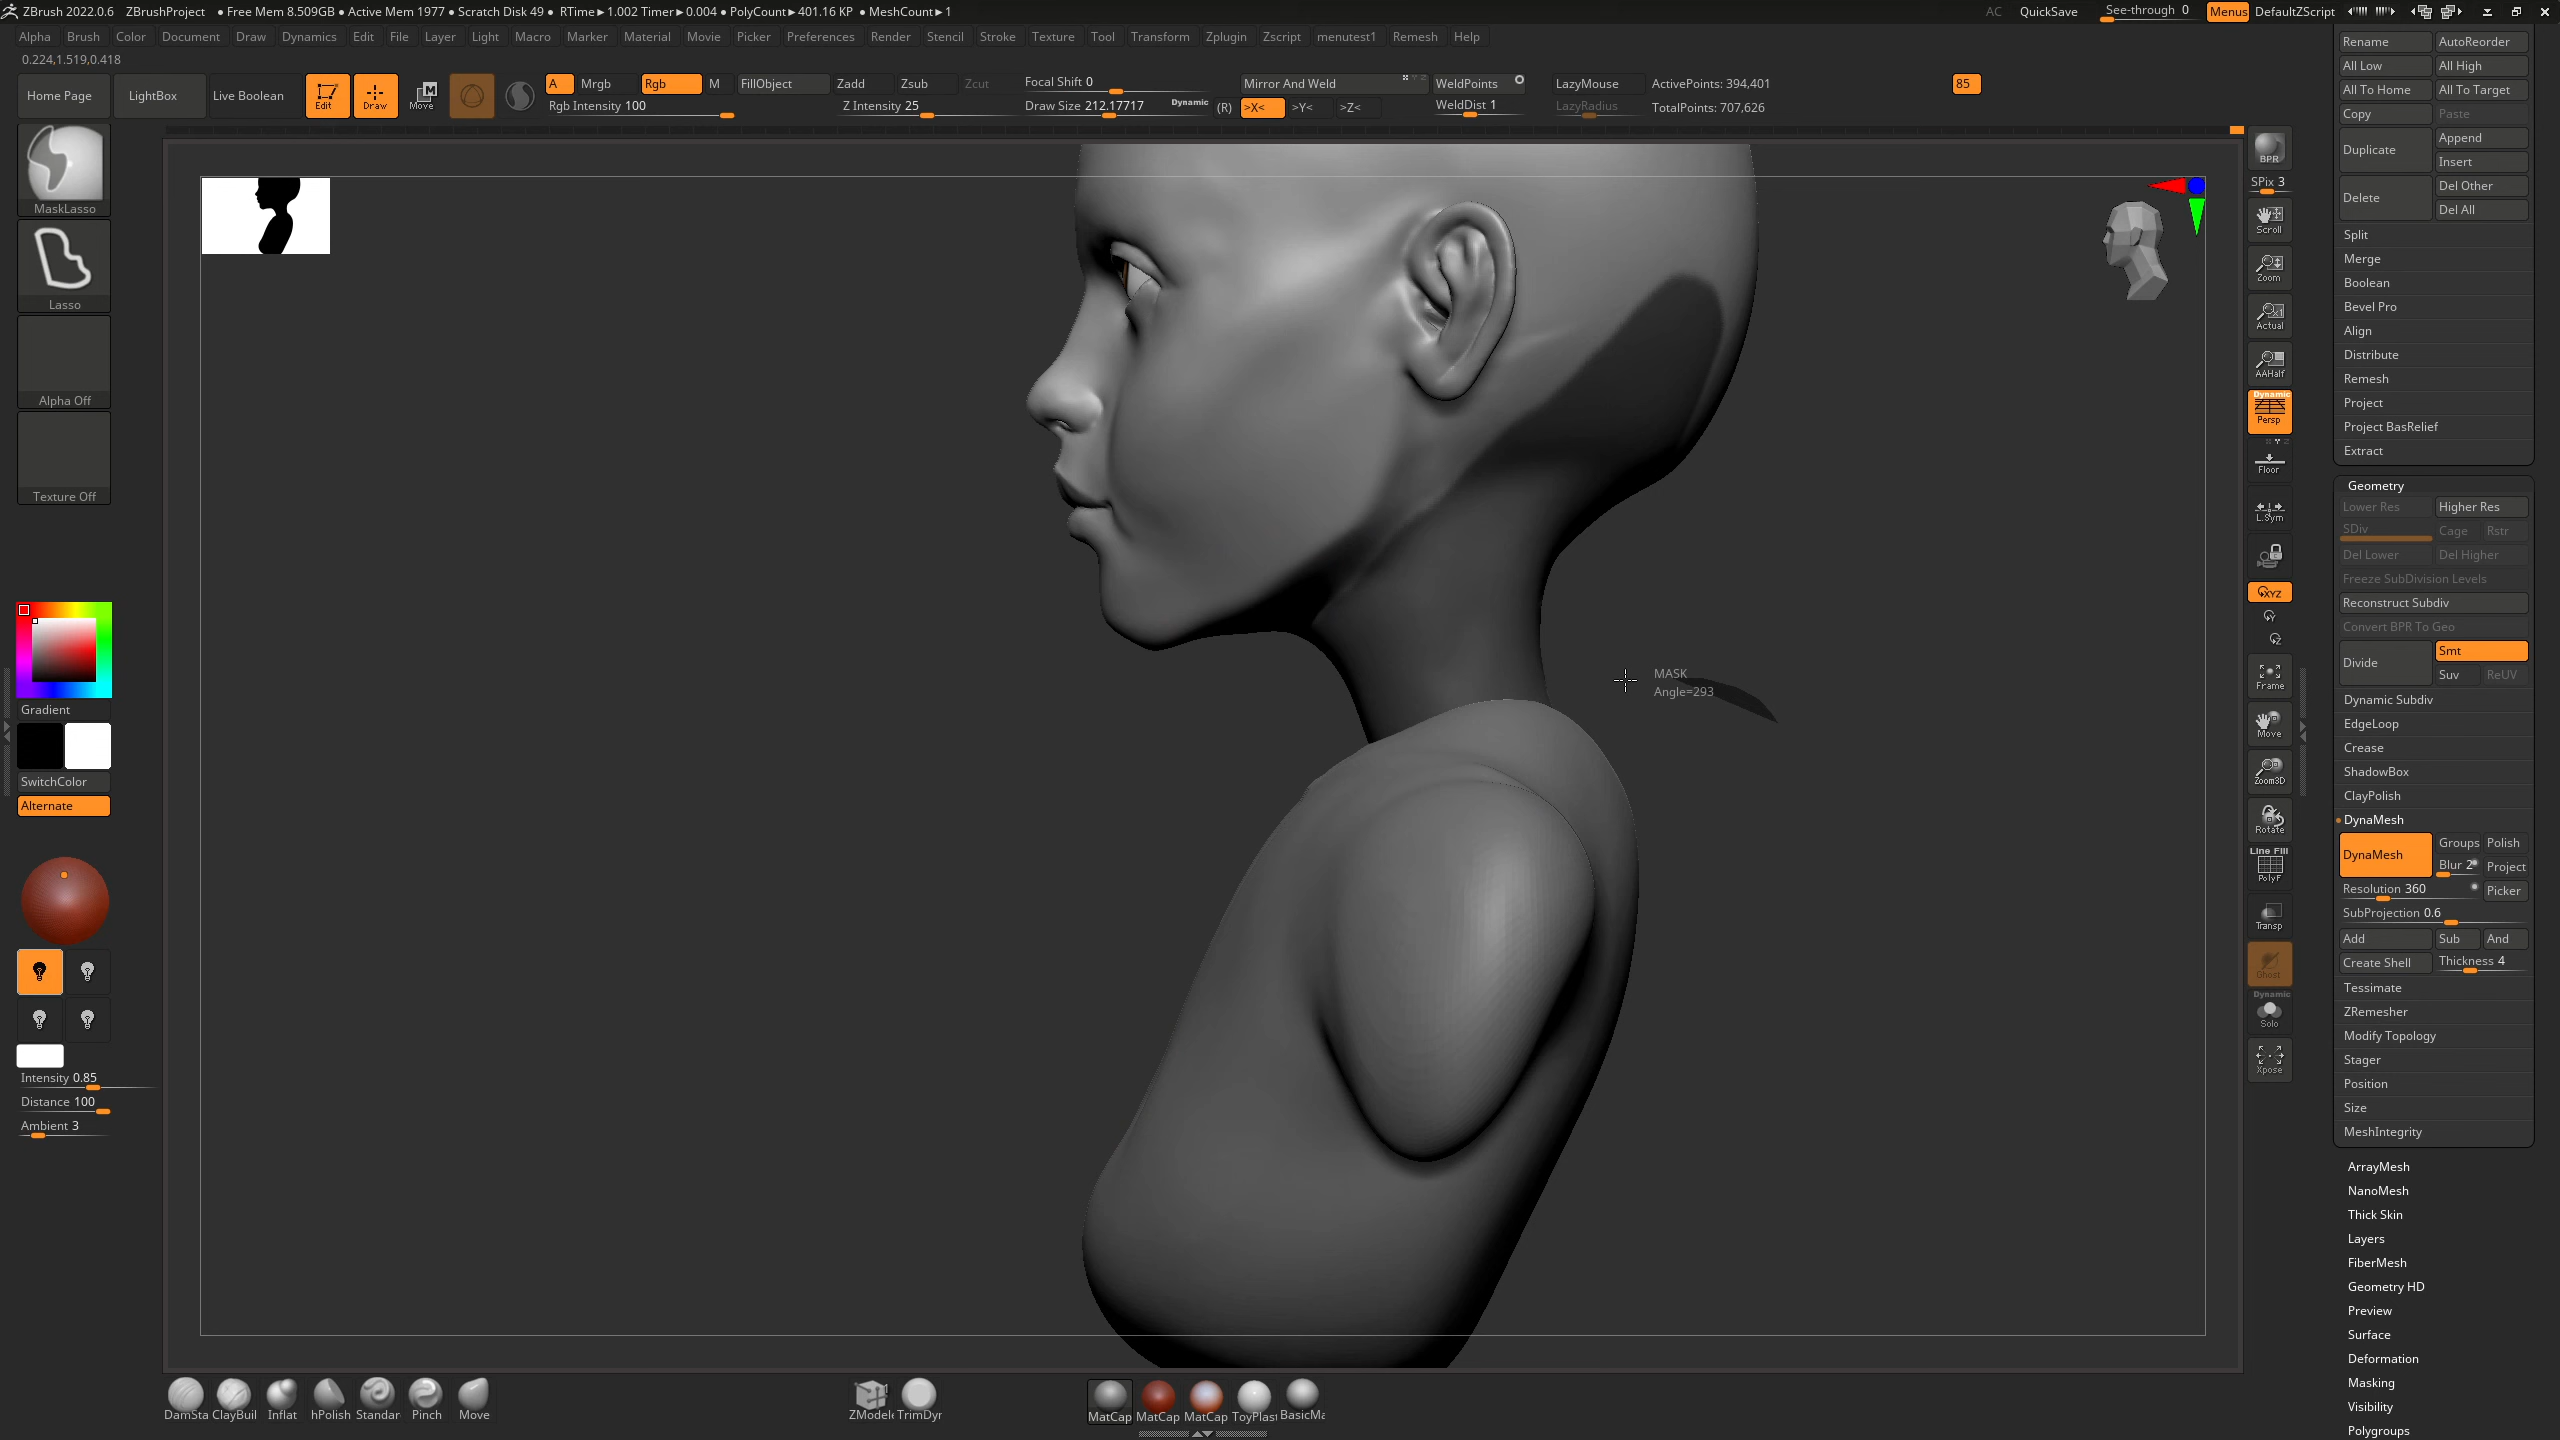 ZBrush 2022.0.6 ZBrushProject ● Free Mem 8.509GB ● Active Mem 1977 ● Scratch Disk 49 ● RTime►1.002 Timer►0.004 ● PolyCount►401.16 KP ● MeshCount►1 AC QuickSave See-through 0 Menus DefaultZScript
Alpha Brush Color Document Draw Dynamics Edit File Layer Light Macro Marker Material Movie Picker Preferences Render Stencil Stroke Texture Tool Transform Zplugin Zscript menutest1 Remesh Help
0.224,1.519,0.418
Home Page LightBox Live Boolean Edit Draw Move
A Mrgb Rgb M FillObject Zadd Zsub Zcut Focal Shift 0 Mirror And Weld WeldPoints LazyMouse ActivePoints: 394,401 85
Rgb Intensity 100 Z Intensity 25 Draw Size 212.17717 Dynamic (R) >X< >Y< >Z< WeldDist 1 LazyRadius TotalPoints: 707,626
MaskLasso
Lasso
Alpha Off
Texture Off
Gradient
SwitchColor
Alternate
Intensity 0.85
Distance 100
Ambient 3
MASK
Angle=293
BPR
SPix 3
Scroll
Zoom
Actual
AAHalf
Dynamic
Persp
Floor
L.Sym
XYZ
Y
Z
Frame
Move
Zoom3D
Rotate
Line Fill
PolyF
Transp
Ghost
Dynamic
Solo
Xpose
Rename AutoReorder
All Low All High
All To Home All To Target
Copy Paste
Duplicate Append
Insert
Delete Del Other
Del All
Split
Merge
Boolean
Bevel Pro
Align
Distribute
Remesh
Project
Project BasRelief
Extract
Geometry
Lower Res Higher Res
SDiv Cage Rstr
Del Lower Del Higher
Freeze SubDivision Levels
Reconstruct Subdiv
Convert BPR To Geo
Divide Smt
Suv ReUV
Dynamic Subdiv
EdgeLoop
Crease
ShadowBox
ClayPolish
DynaMesh
DynaMesh Groups Polish
Blur 2 Project
Resolution 360 Picker
SubProjection 0.6
Add Sub And
Create Shell Thickness 4
Tessimate
ZRemesher
Modify Topology
Stager
Position
Size
MeshIntegrity
ArrayMesh
NanoMesh
Thick Skin
Layers
FiberMesh
Geometry HD
Preview
Surface
Deformation
Masking
Visibility
Polygroups
DamSta ClayBuil Inflat hPolish Standar Pinch Move ZModele TrimDyr MatCap MatCap MatCap ToyPlast BasicMa